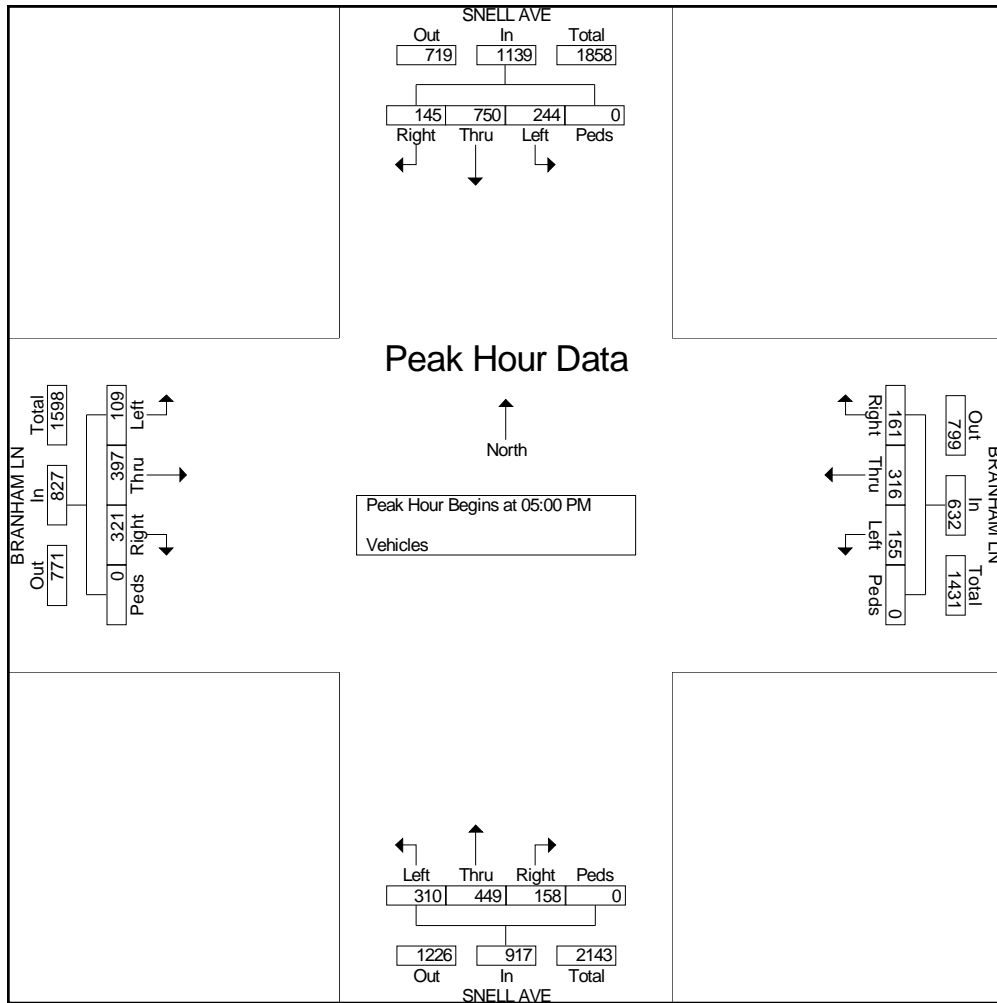 SNELL AVE
Out In Total
719 1139 1858
145 750 244 0
Right Thru Left Peds
Peak Hour Data
North
Peak Hour Begins at 05:00 PM
Vehicles
BRANHAM LN
Out In Total
771 827 1598
Peds Right Thru Left
0 321 397 109
BRANHAM LN
Out In Total
799 632 1431
161 316 155 0
Right Thru Left Peds
Left Thru Right Peds
310 449 158 0
1226 917 2143
Out In Total
SNELL AVE